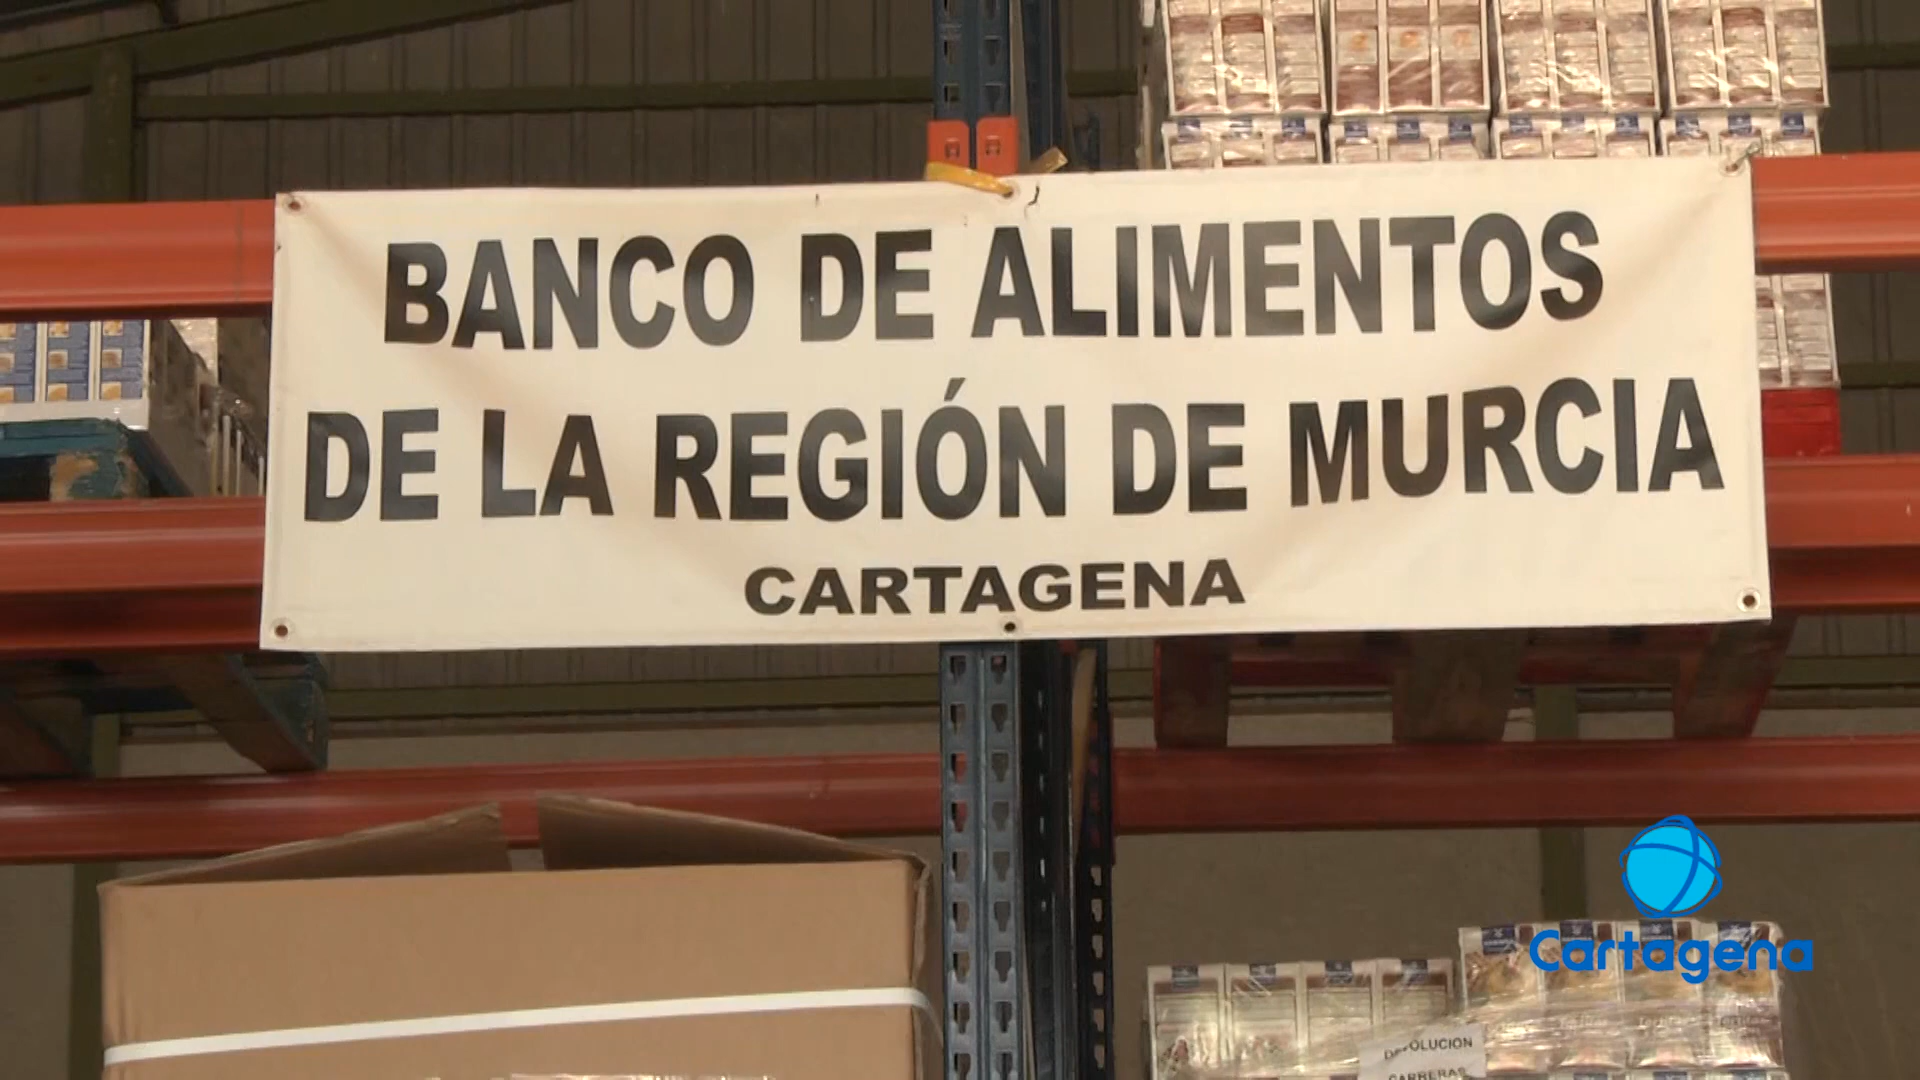 BANCO DE ALIMENTOS
DE LA REGIÓN DE MURCIA
CARTAGENA
Cartagena